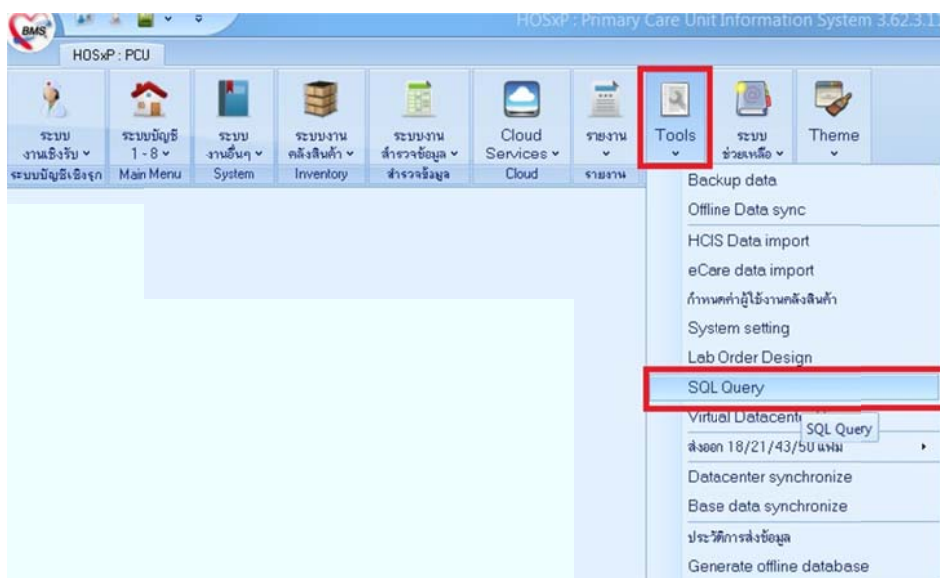 BMS
HOSxP : Primary Care Unit Information System 3.62.3.1
HOSxP : PCU
ระบบ
งานเชิงรับ
ระบบบัญชี
1 - 8
ระบบ
งานอื่นๆ
ระบบงาน
คลังสินค้า
ระบบงาน
สำรวจข้อมูล
Cloud
Services
รายงาน
Tools
ระบบ
ช่วยเหลือ
Theme
ระบบบัญชีเชิงรุก
Main Menu
System
Inventory
สำรวจข้อมูล
Cloud
รายงาน
Backup data
Offline Data sync
HCIS Data import
eCare data import
กำหนดค่าผู้ใช้งานคลังสินค้า
System setting
Lab Order Design
SQL Query
Virtual Datacent
SQL Query
ส่งออก 18/21/43/50 แฟ้ม
Datacenter synchronize
Base data synchronize
ประวัติการส่งข้อมูล
Generate offline database